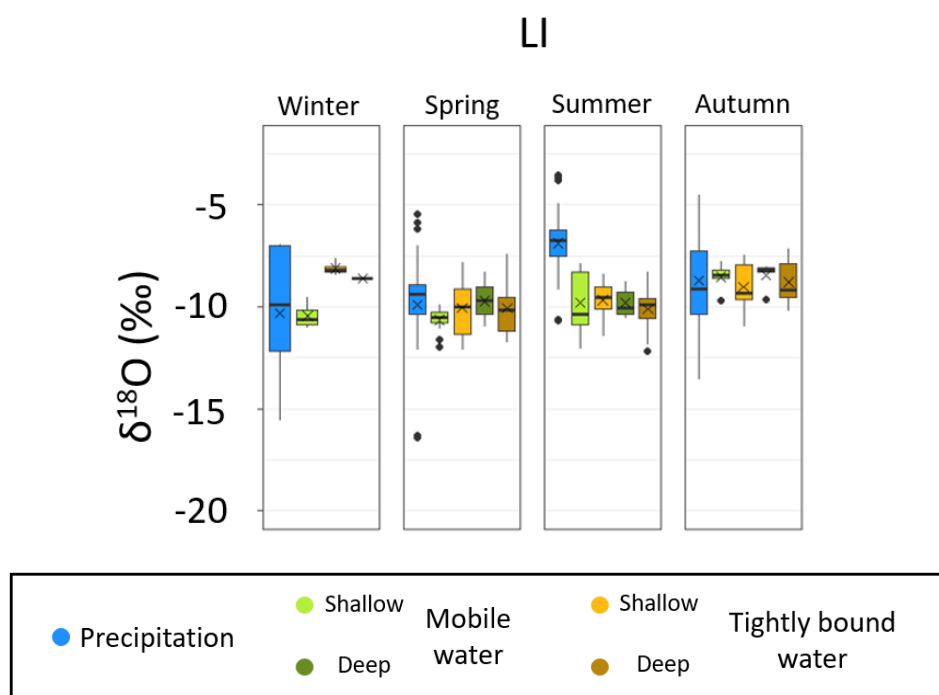 LI
Winter Spring Summer Autumn
-5
-10
-15
-20
δ¹⁸O (‰)
Precipitation
Shallow
Deep
Mobile
water
Shallow
Deep
Tightly bound
water